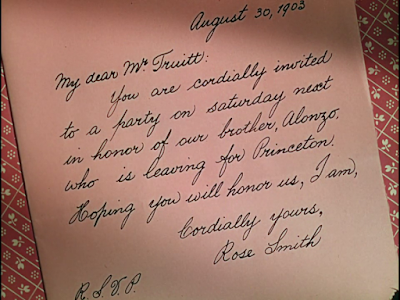 August 30, 1903
My dear Mr. Truitt:
You are cordially invited
to a party on saturday next
in honor of our brother, Alonzo,
who is leaving for Princeton.
Hoping you will honor us, I am,
Cordially yours,
Rose Smith
R.S.V.P.